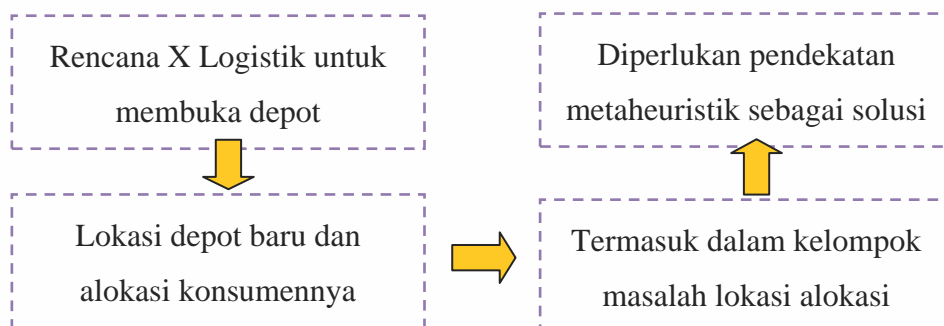 Rencana X Logistik untuk
membuka depot
Lokasi depot baru dan
alokasi konsumennya
Termasuk dalam kelompok
masalah lokasi alokasi
Diperlukan pendekatan
metaheuristik sebagai solusi